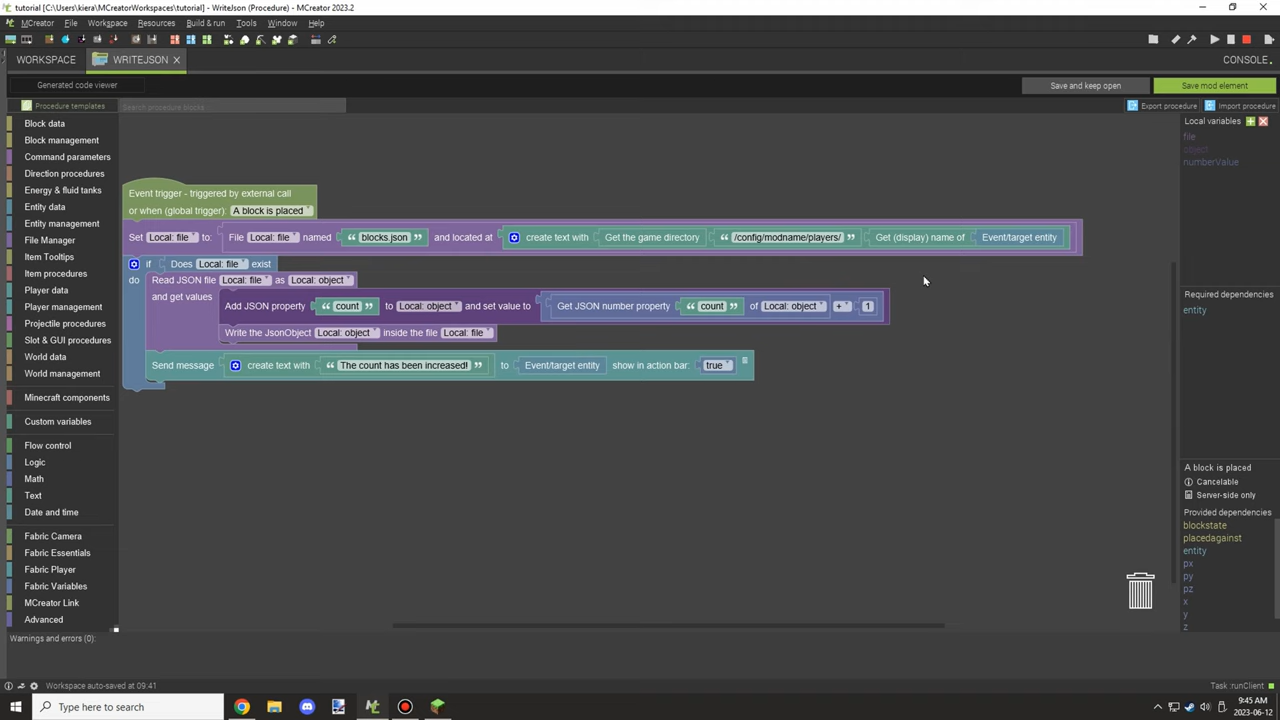 tutorial [C:\Users\kiera\MCreatorWorkspaces\tutorial] - WriteJson (Procedure) - MCreator 2023.2
MCreator File Workspace Resources Build & run Tools Window Help
WORKSPACE WRITEJSON CONSOLE
Generated code viewer Save and keep open Save mod element
Procedure templates Search procedure blocks Export procedure Import procedure
Block data
Block management
Command parameters
Direction procedures
Energy & fluid tanks
Entity data
Entity management
File Manager
Item Tooltips
Item procedures
Player data
Player management
Projectile procedures
Slot & GUI procedures
World data
World management
Minecraft components
Custom variables
Flow control
Logic
Math
Text
Date and time
Fabric Camera
Fabric Essentials
Fabric Player
Fabric Variables
MCreator Link
Advanced
Event trigger - triggered by external call
or when (global trigger): A block is placed
Set Local: file to: File Local: file named “ blocks.json ” and located at create text with Get the game directory “ /config/modname/players/ ” Get (display) name of Event/target entity
if Does Local: file exist
do Read JSON file Local: file as Local: object
and get values Add JSON property “ count ” to Local: object and set value to Get JSON number property “ count ” of Local: object + 1
Write the JsonObject Local: object inside the file Local: file
Send message create text with “ The count has been increased! ” to Event/target entity show in action bar: true
Local variables
file
object
numberValue
Required dependencies
entity
A block is placed
Cancelable
Server-side only
Provided dependencies:
blockstate
placedagainst
entity
px
py
pz
x
y
z
Warnings and errors (0):
Workspace auto-saved at 09:41 Task :runClient
Type here to search 9:45 AM
2023-06-12